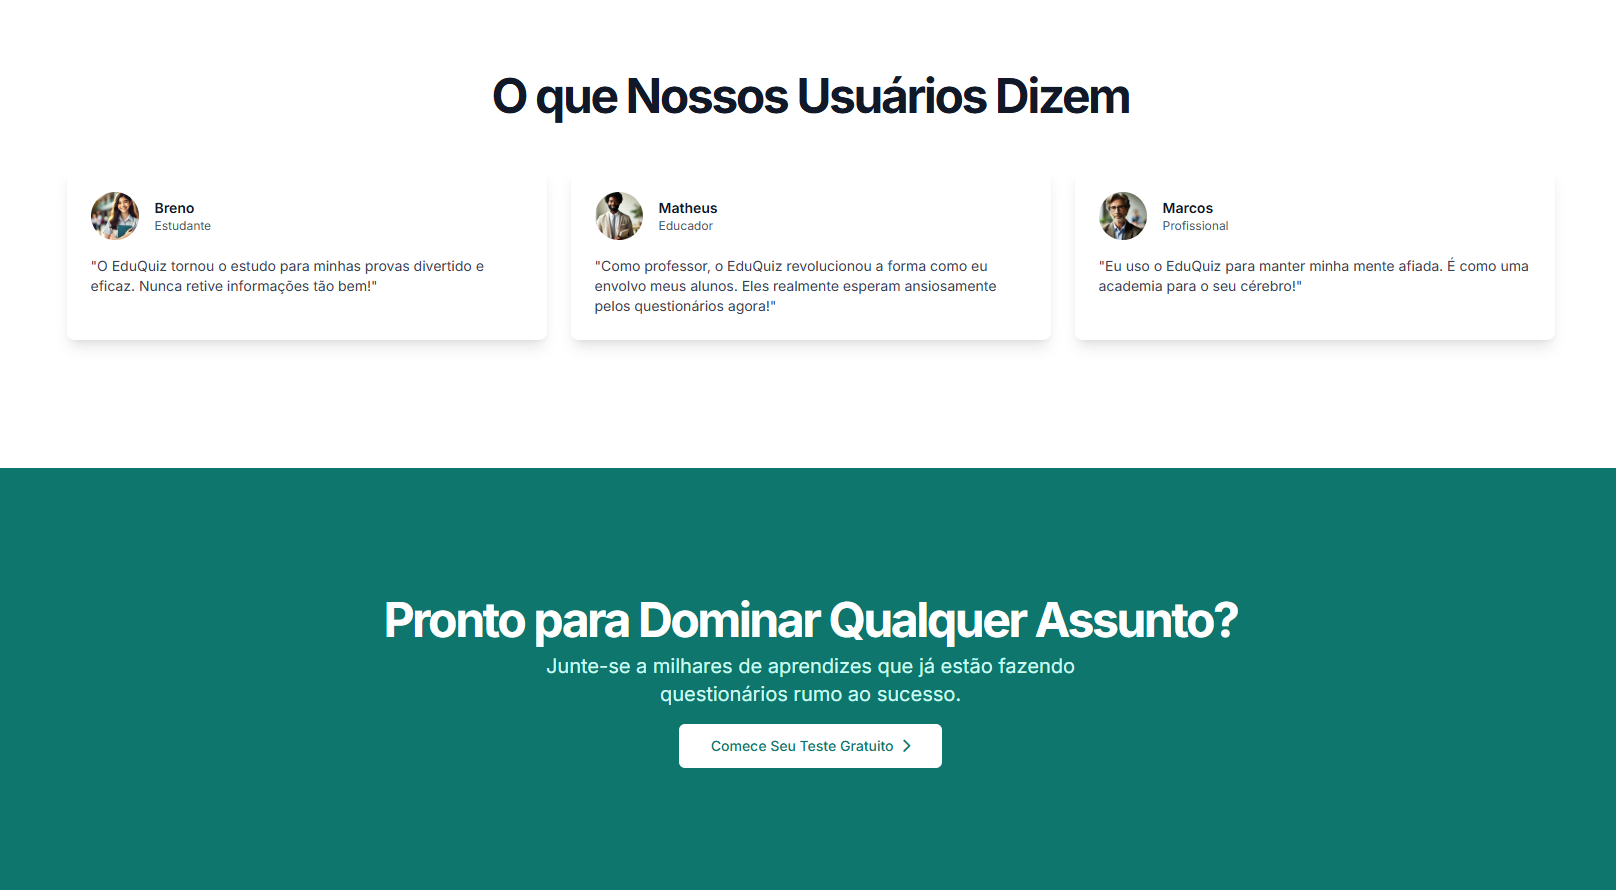 O que Nossos Usuários Dizem
Breno
Estudante
"O EduQuiz tornou o estudo para minhas provas divertido e
eficaz. Nunca retive informações tão bem!"
Matheus
Educador
"Como professor, o EduQuiz revolucionou a forma como eu
envolvo meus alunos. Eles realmente esperam ansiosamente
pelos questionários agora!"
Marcos
Profissional
"Eu uso o EduQuiz para manter minha mente afiada. É como uma
academia para o seu cérebro!"
Pronto para Dominar Qualquer Assunto?
Junte-se a milhares de aprendizes que já estão fazendo
questionários rumo ao sucesso.
Comece Seu Teste Gratuito